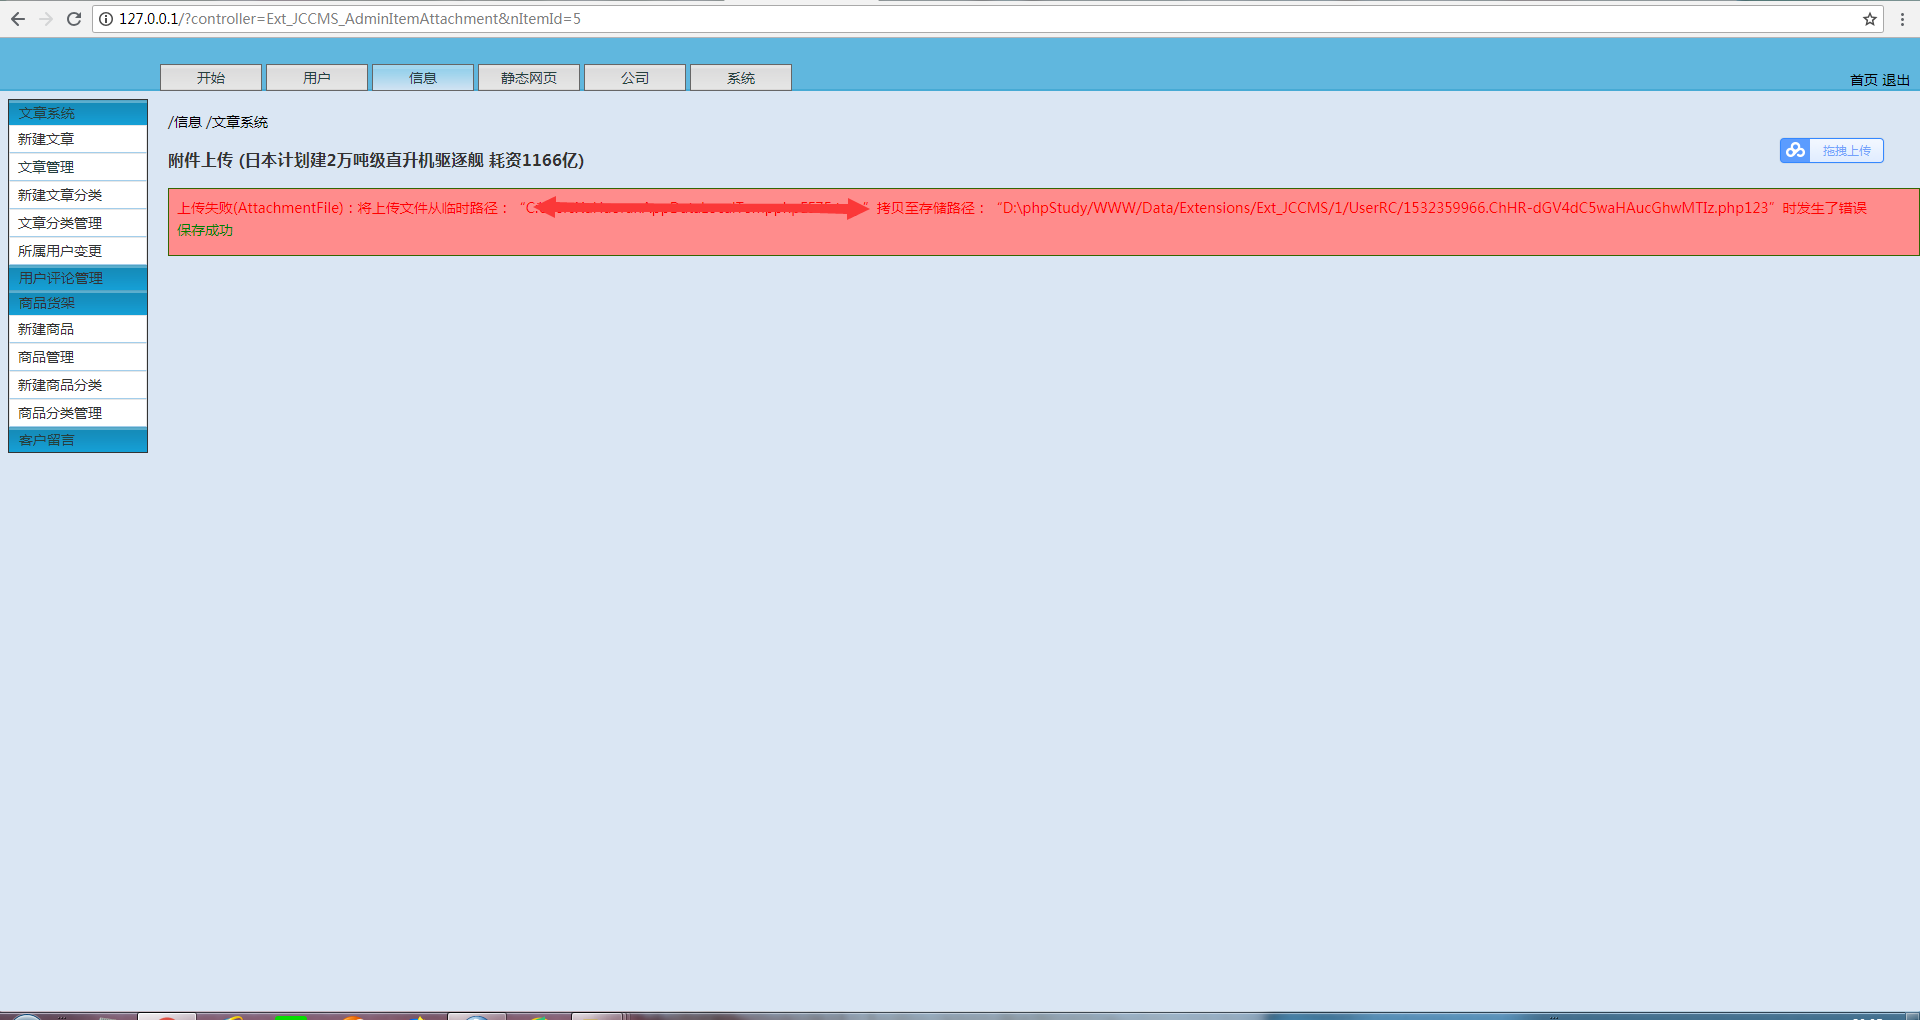 127.0.0.1/?controller=Ext_JCCMS_AdminItemAttachment&nItemId=5
开始 用户 信息 静态网页 公司 系统
首页 退出
文章系统
新建文章
文章管理
新建文章分类
文章分类管理
所属用户变更
用户评论管理
商品货架
新建商品
商品管理
新建商品分类
商品分类管理
客户留言
/信息 /文章系统
附件上传 (日本计划建2万吨级直升机驱逐舰 耗资1166亿)
拖拽上传
上传失败(AttachmentFile)：将上传文件从临时路径：“C: ”拷贝至存储路径：“D:\phpStudy/WWW/Data/Extensions/Ext_JCCMS/1/UserRC/1532359966.ChHR-dGV4dC5waHAucGhwMTIz.php123”时发生了错误
保存成功